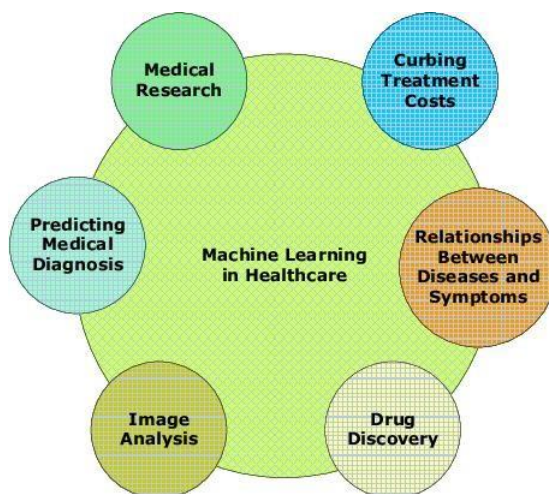 Medical
Research
Curbing
Treatment
Costs
Predicting
Medical
Diagnosis
Machine Learning
in Healthcare
Relationships
Between
Diseases and
Symptoms
Image
Analysis
Drug
Discovery